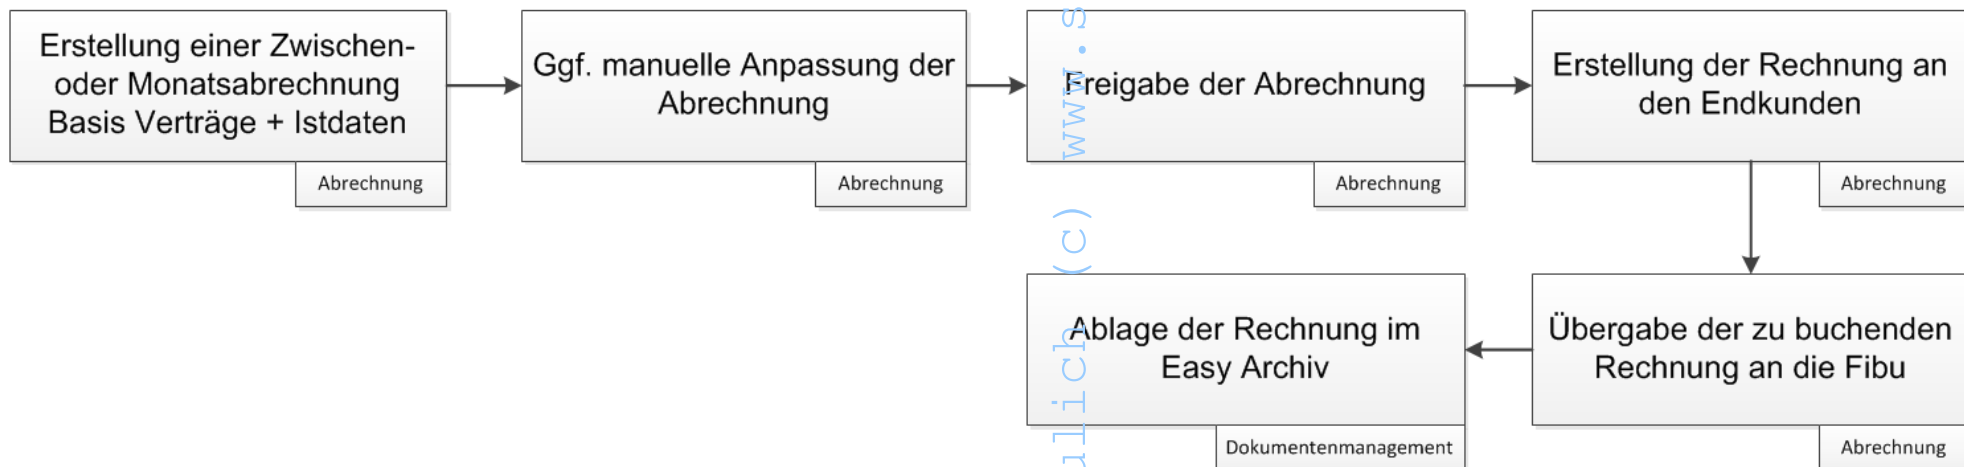 Erstellung einer Zwischen-
oder Monatsabrechnung
Basis Verträge + Istdaten
Abrechnung
Ggf. manuelle Anpassung der
Abrechnung
Abrechnung
Freigabe der Abrechnung
Abrechnung
Erstellung der Rechnung an
den Endkunden
Abrechnung
Übergabe der zu buchenden
Rechnung an die Fibu
Abrechnung
Ablage der Rechnung im
Easy Archiv
Dokumentenmanagement
ulich (c) www.s